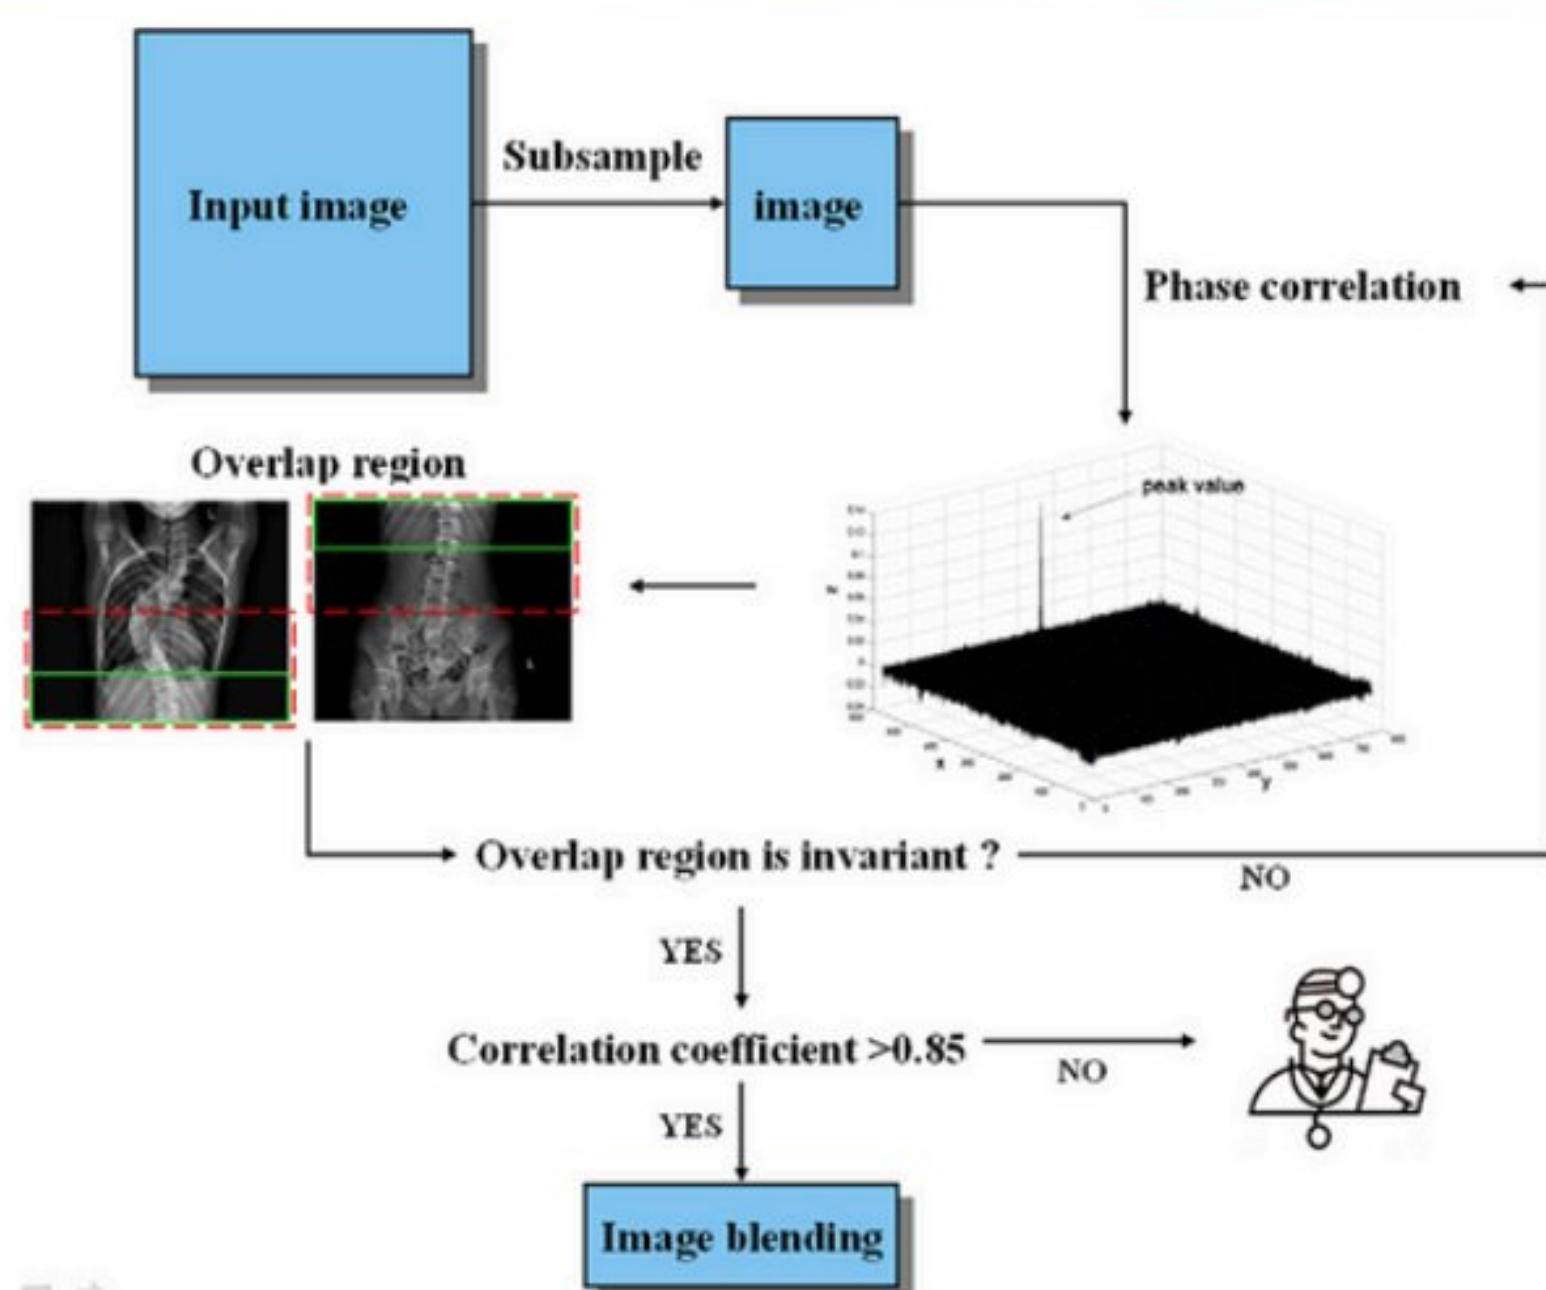 Input image
Subsample
image
Phase correlation
Overlap region
peak value
z
x
y
Overlap region is invariant ?
NO
YES
Correlation coefficient >0.85
NO
YES
Image blending